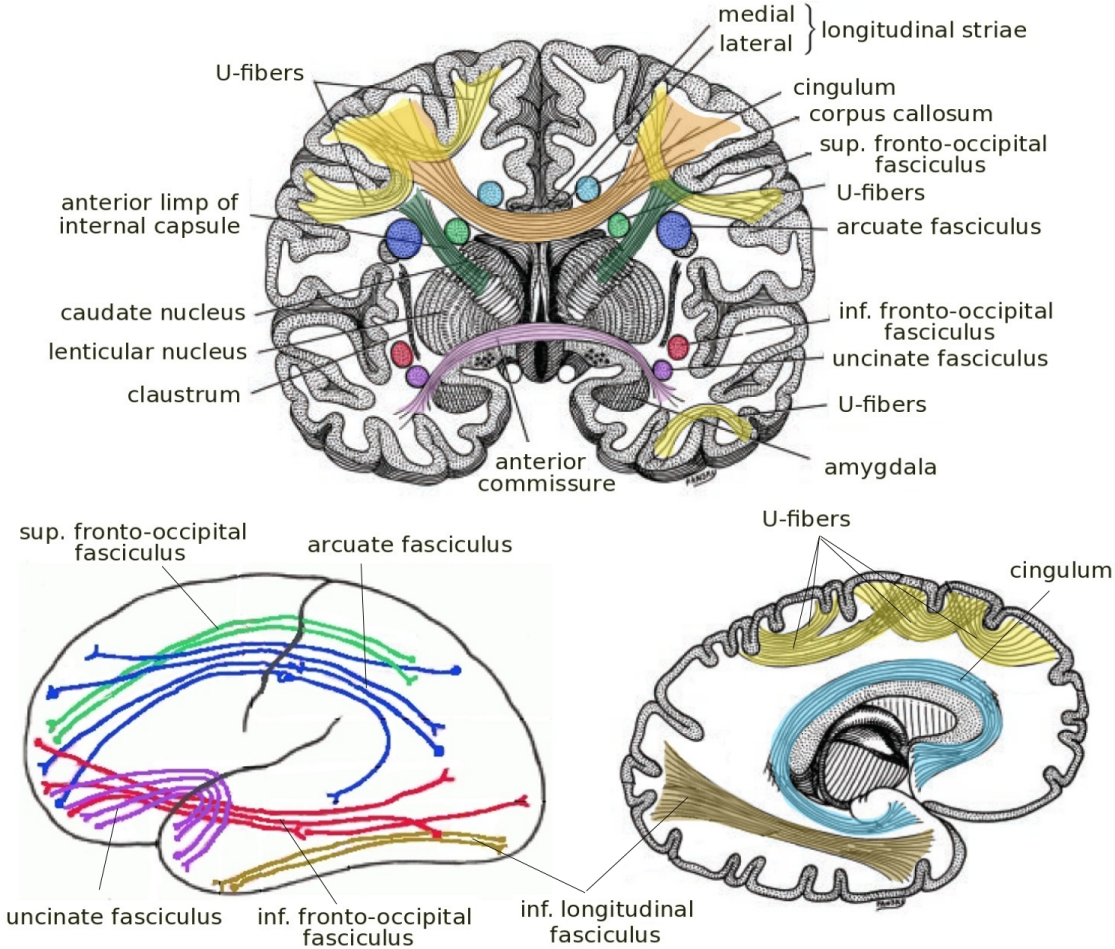 medial
lateral
longitudinal striae
U-fibers
cingulum
corpus callosum
sup. fronto-occipital
fasciculus
U-fibers
arcuate fasciculus
anterior limp of
internal capsule
caudate nucleus
lenticular nucleus
claustrum
inf. fronto-occipital
fasciculus
uncinate fasciculus
U-fibers
amygdala
anterior
commissure
sup. fronto-occipital
fasciculus
arcuate fasciculus
U-fibers
cingulum
uncinate fasciculus
inf. fronto-occipital
fasciculus
inf. longitudinal
fasciculus